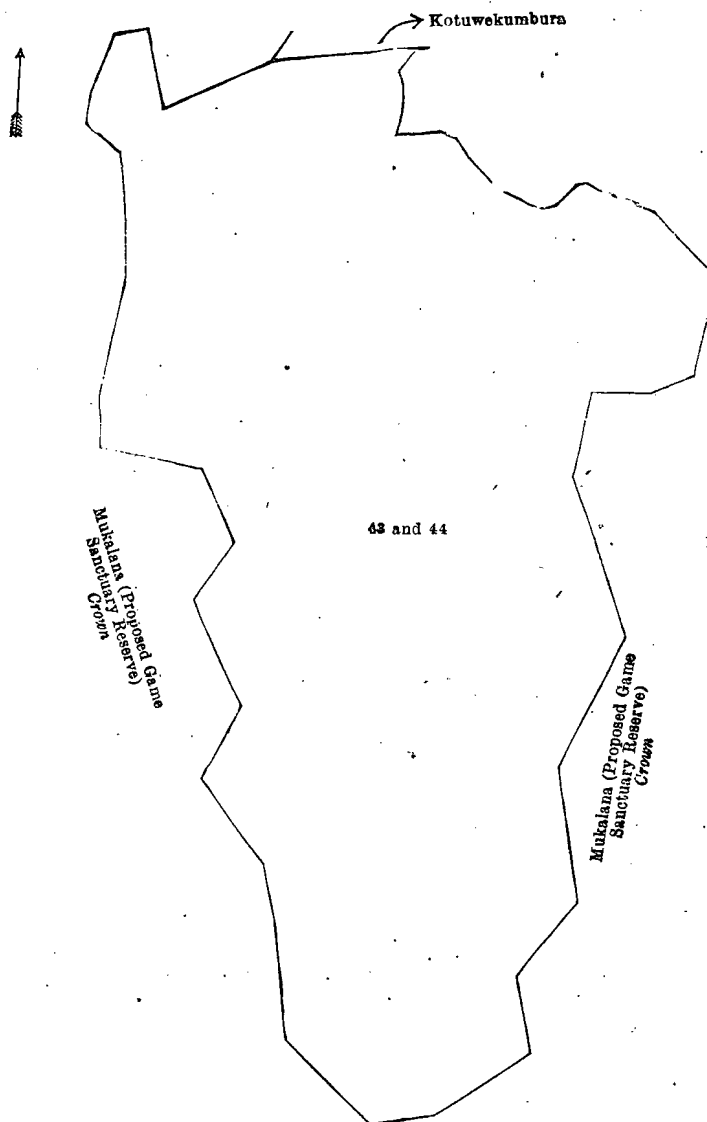 Kotuwekumbura
43 and 44
Mukalana (Proposed Game
Sanctuary Reserve)
Crown
Mukalana (Proposed Game
Sanctuary Reserve)
Crown